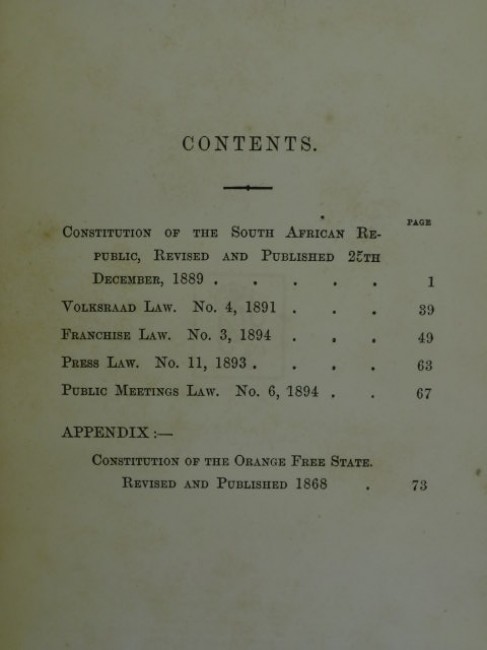 CONTENTS.
PAGE
CONSTITUTION OF THE SOUTH AFRICAN RE-
PUBLIC, REVISED AND PUBLISHED 25TH
DECEMBER, 1889 . . . . . 1
VOLKSRAAD LAW. NO. 4, 1891 . . . 39
FRANCHISE LAW. NO. 3, 1894 . . . 49
PRESS LAW. NO. 11, 1893 . . . . 63
PUBLIC MEETINGS LAW. NO. 6, 1894 . . 67
APPENDIX :—
CONSTITUTION OF THE ORANGE FREE STATE.
REVISED AND PUBLISHED 1868 . 73